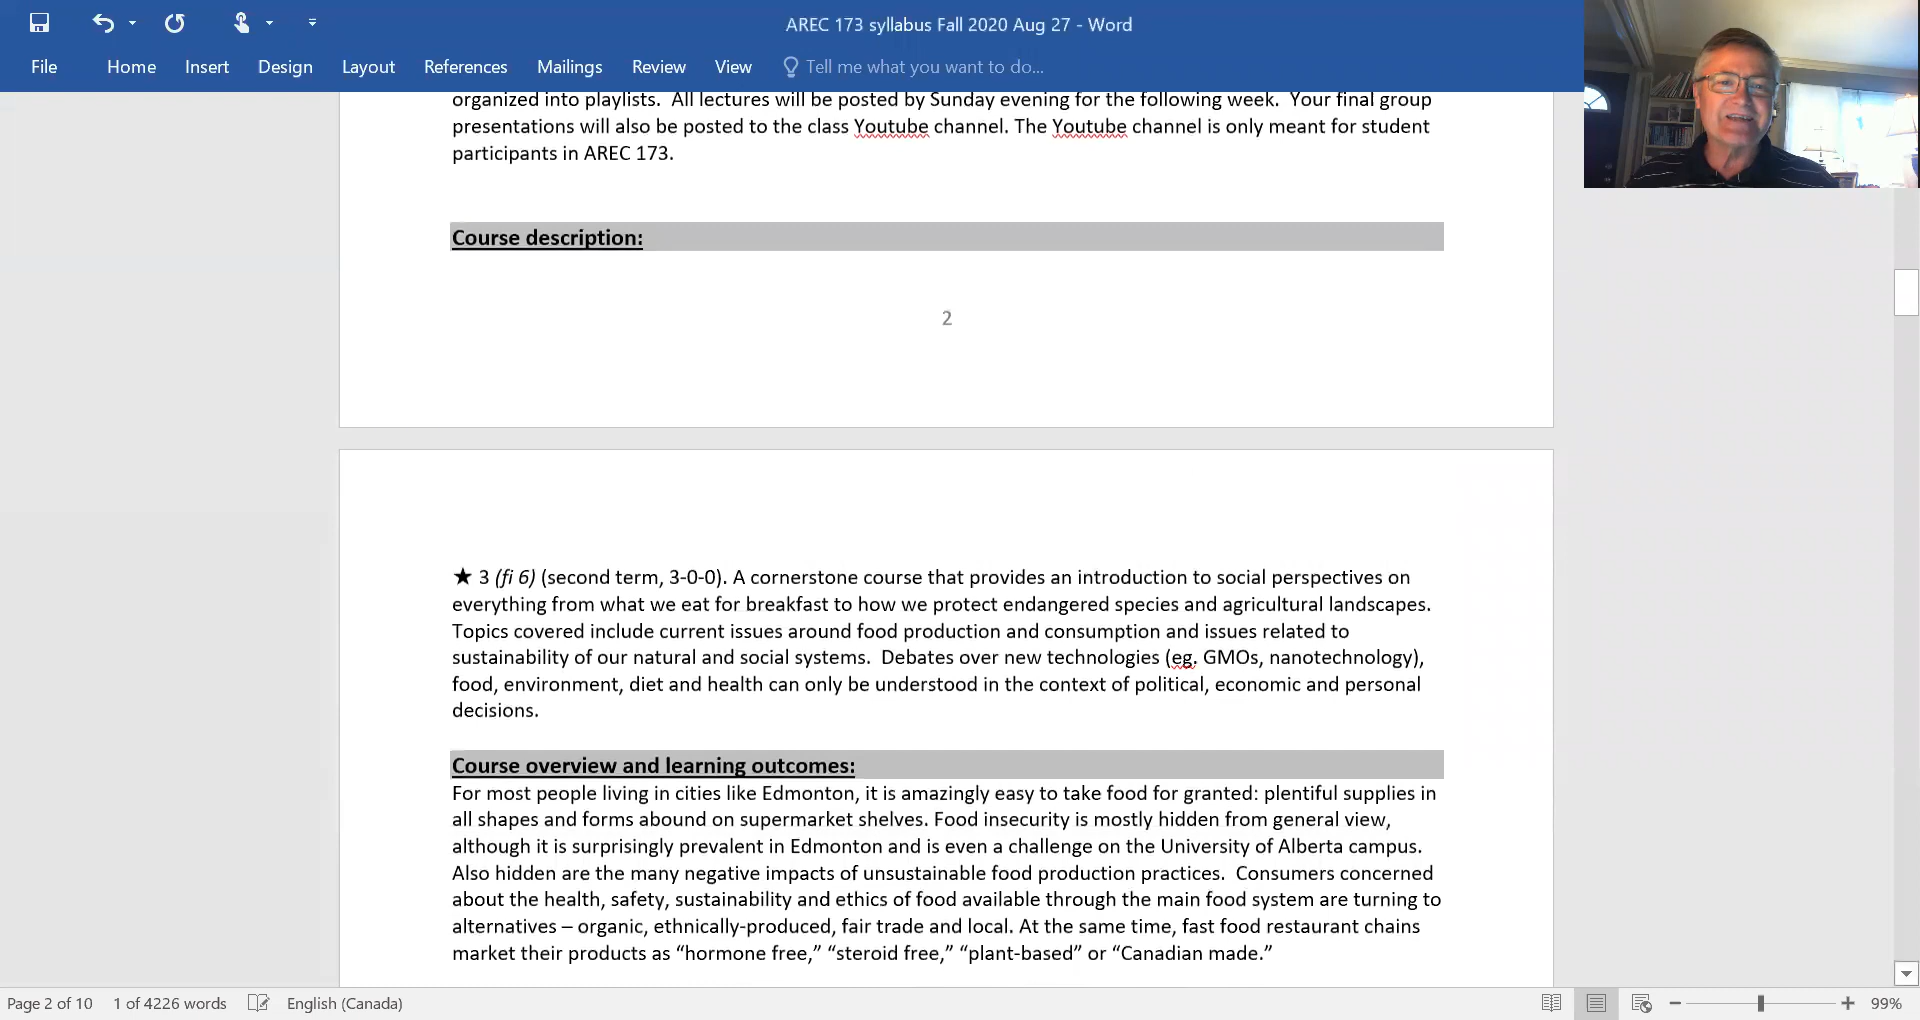 AREC 173 syllabus Fall 2020 Aug 27 - Word
File Home Insert Design Layout References Mailings Review View Tell me what you want to do...
organized into playlists. All lectures will be posted by Sunday evening for the following week. Your final group
presentations will also be posted to the class Youtube channel. The Youtube channel is only meant for student
participants in AREC 173.
Course description:
2
★ 3 (fi 6) (second term, 3-0-0). A cornerstone course that provides an introduction to social perspectives on
everything from what we eat for breakfast to how we protect endangered species and agricultural landscapes.
Topics covered include current issues around food production and consumption and issues related to
sustainability of our natural and social systems. Debates over new technologies (eg. GMOs, nanotechnology),
food, environment, diet and health can only be understood in the context of political, economic and personal
decisions.
Course overview and learning outcomes:
For most people living in cities like Edmonton, it is amazingly easy to take food for granted: plentiful supplies in
all shapes and forms abound on supermarket shelves. Food insecurity is mostly hidden from general view,
although it is surprisingly prevalent in Edmonton and is even a challenge on the University of Alberta campus.
Also hidden are the many negative impacts of unsustainable food production practices. Consumers concerned
about the health, safety, sustainability and ethics of food available through the main food system are turning to
alternatives – organic, ethnically-produced, fair trade and local. At the same time, fast food restaurant chains
market their products as “hormone free,” “steroid free,” “plant-based” or “Canadian made.”
Page 2 of 10 1 of 4226 words English (Canada) 99%